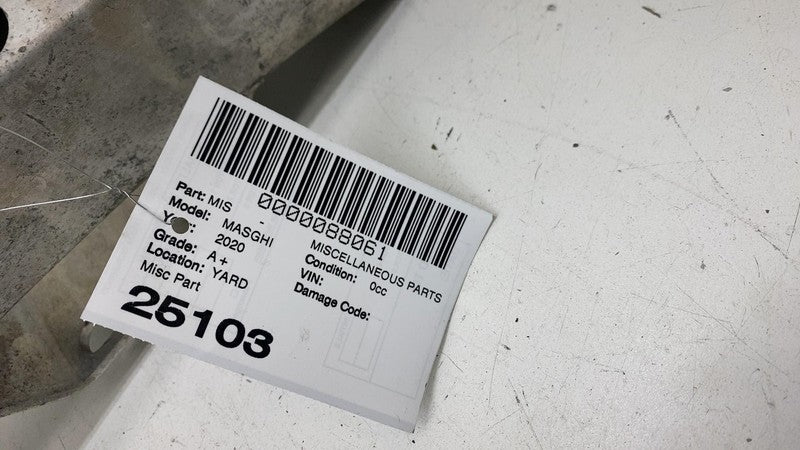 0000088061
Part: MIS - MISCELLANEOUS PARTS
Model: MASGHI Condition: 0cc
Year: 2020 VIN:
Grade: A+ Damage Code:
Location: YARD
Misc Part
25103